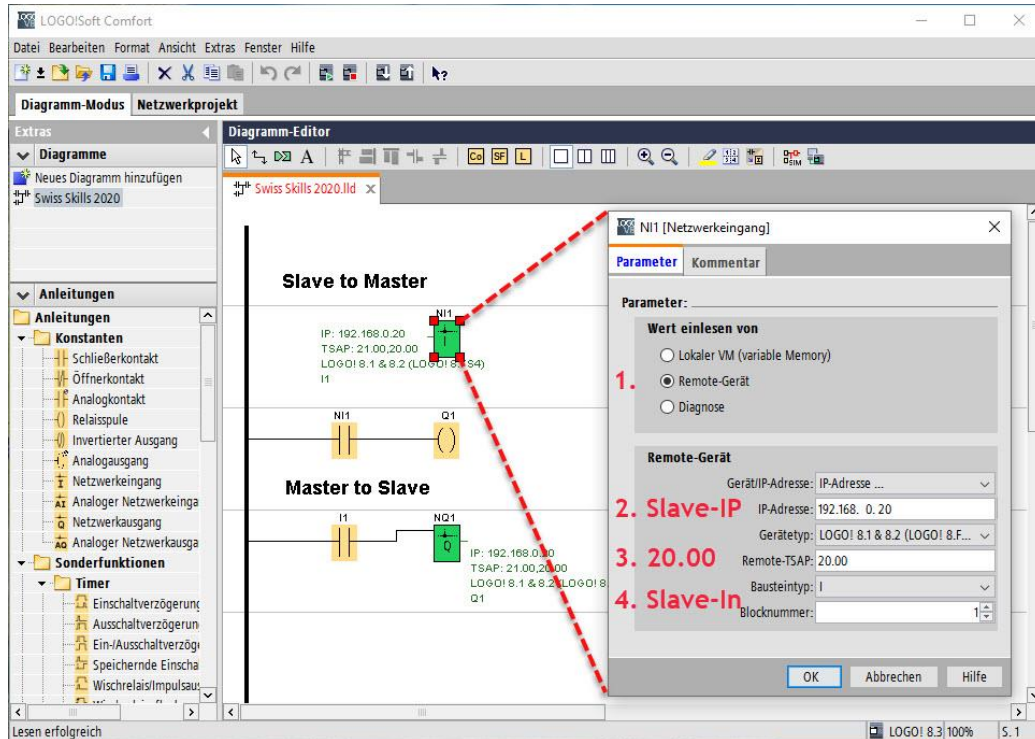 LOGO!Soft Comfort
Datei Bearbeiten Format Ansicht Extras Fenster Hilfe
Diagramm-Modus Netzwerkprojekt
Extras
Diagramme
Neues Diagramm hinzufügen
Swiss Skills 2020
Anleitungen
Anleitungen
Konstanten
Schließerkontakt
Öffnerkontakt
Analogkontakt
Relaisspule
Invertierter Ausgang
Analogausgang
I Netzwerkeingang
AI Analoger Netzwerkeinga
Q Netzwerkausgang
AQ Analoger Netzwerkausga
Sonderfunktionen
Timer
Einschaltverzögerung
Ausschaltverzögerun
Ein-/Ausschaltverzög
Speichernde Einscha
Wischrelais/Impulsau
Diagramm-Editor
A Co SF L
Swiss Skills 2020.lld
Slave to Master
NI1
I
IP: 192.168.0.20
TSAP: 21.00,20.00
LOGO! 8.1 & 8.2 (LOGO! 8.FS4)
I1
NI1 Q1
Master to Slave
I1 NQ1
Q
IP: 192.168.0.20
TSAP: 21.00,20.00
LOGO! 8.1 & 8.2 (LOGO! 8
Q1
NI1 [Netzwerkeingang]
Parameter Kommentar
Parameter:
Wert einlesen von
Lokaler VM (variable Memory)
1. Remote-Gerät
Diagnose
Remote-Gerät
Gerät/IP-Adresse: IP-Adresse ...
2. Slave-IP IP-Adresse: 192.168. 0. 20
Gerätetyp: LOGO! 8.1 & 8.2 (LOGO! 8.F...
3. 20.00 Remote-TSAP: 20.00
Bausteintyp: I
4. Slave-In Blocknummer: 1
OK Abbrechen Hilfe
Lesen erfolgreich
LOGO! 8.3 100% S. 1